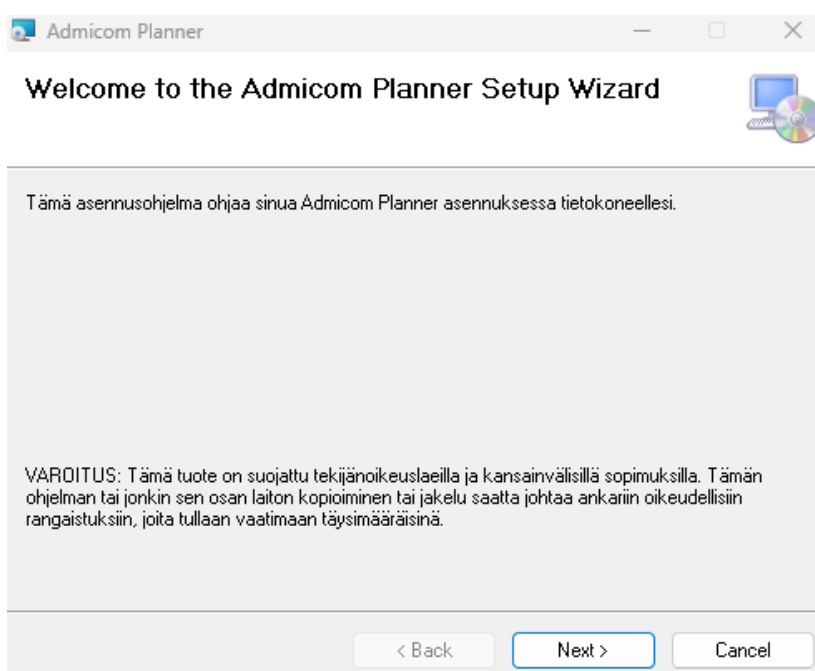 Admicom Planner
Welcome to the Admicom Planner Setup Wizard
Tämä asennusohjelma ohjaa sinua Admicom Planner asennuksessa tietokoneellesi.
VAROITUS: Tämä tuote on suojattu tekijänoikeuslaeilla ja kansainvälisillä sopimuksilla. Tämän
ohjelman tai jonkin sen osan laiton kopioiminen tai jakelu saatta johtaa ankariin oikeudellisiin
rangaistuksiin, joita tullaan vaatimaan täysimääräisinä.
< Back Next > Cancel